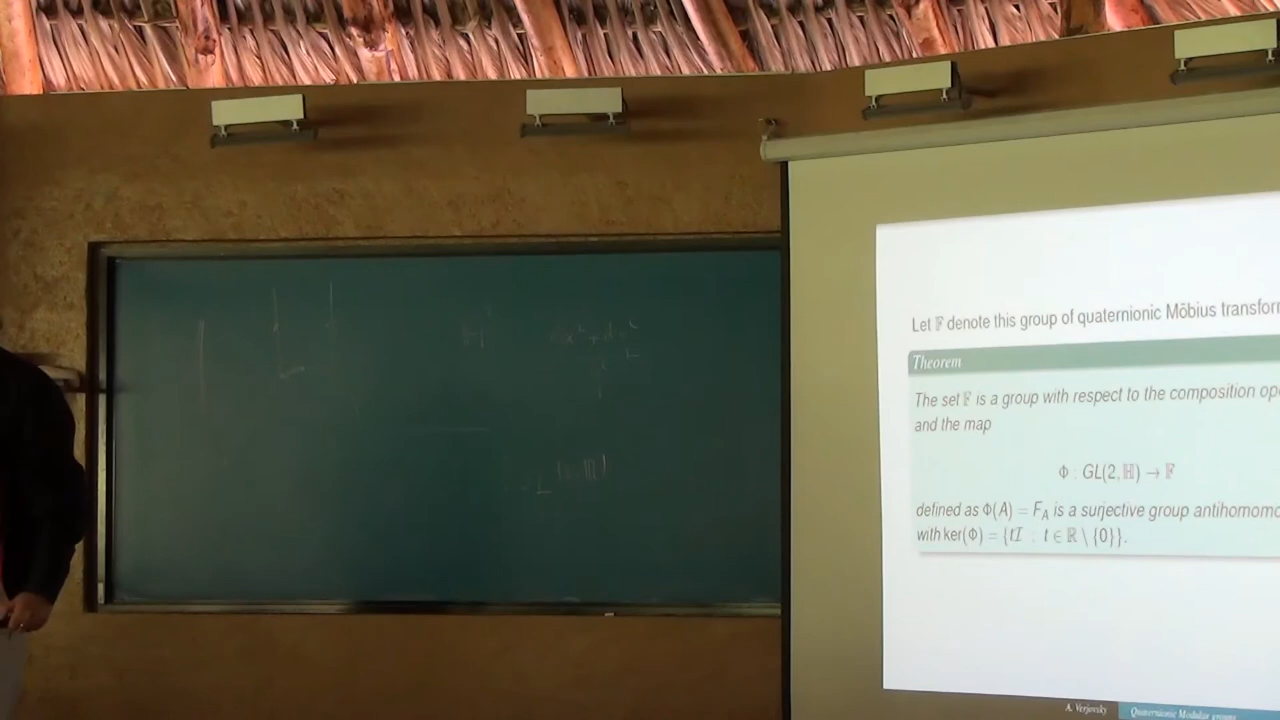 Let 𝔽 denote this group of quaternionic Möbius transfor
Theorem
The set 𝔽 is a group with respect to the composition op
and the map
Φ : GL(2,ℍ) → 𝔽
defined as Φ(A) = F_A is a surjective group antihomomo
with ker(Φ) = {tI : t ∈ ℝ \ {0}}.
A. Verjovsky Quaternionic Modular groups